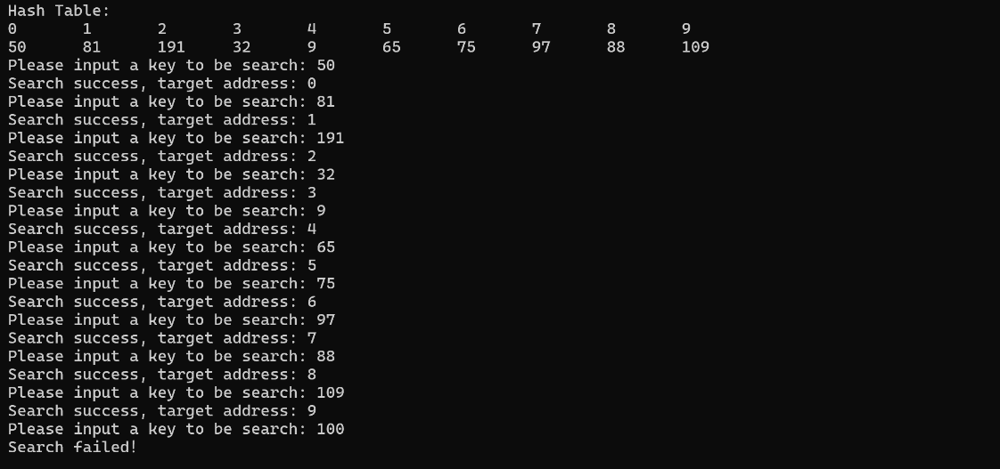 Hash Table:
0 1 2 3 4 5 6 7 8 9
50 81 191 32 9 65 75 97 88 109
Please input a key to be search: 50
Search success, target address: 0
Please input a key to be search: 81
Search success, target address: 1
Please input a key to be search: 191
Search success, target address: 2
Please input a key to be search: 32
Search success, target address: 3
Please input a key to be search: 9
Search success, target address: 4
Please input a key to be search: 65
Search success, target address: 5
Please input a key to be search: 75
Search success, target address: 6
Please input a key to be search: 97
Search success, target address: 7
Please input a key to be search: 88
Search success, target address: 8
Please input a key to be search: 109
Search success, target address: 9
Please input a key to be search: 100
Search failed!